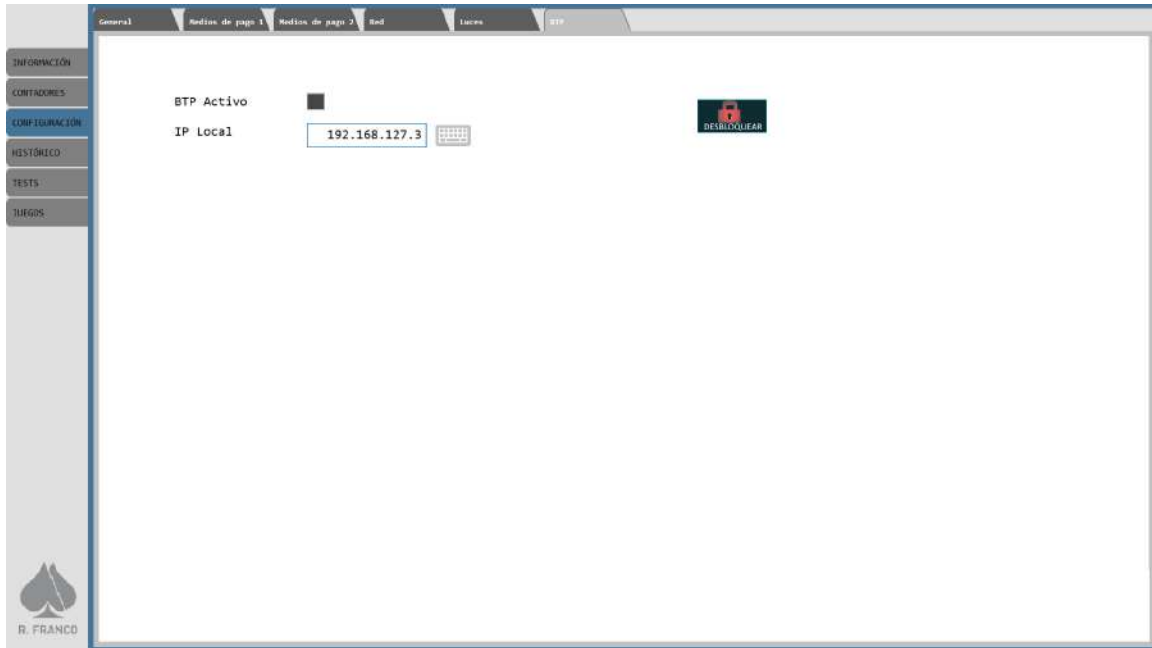 General Medios de pago 1 Medios de pago 2 Red Luces BTP
INFORMACIÓN
CONTADORES
CONFIGURACIÓN
HISTÓRICO
TESTS
JUEGOS
BTP Activo
IP Local 192.168.127.3
DESBLOQUEAR
R. FRANCO